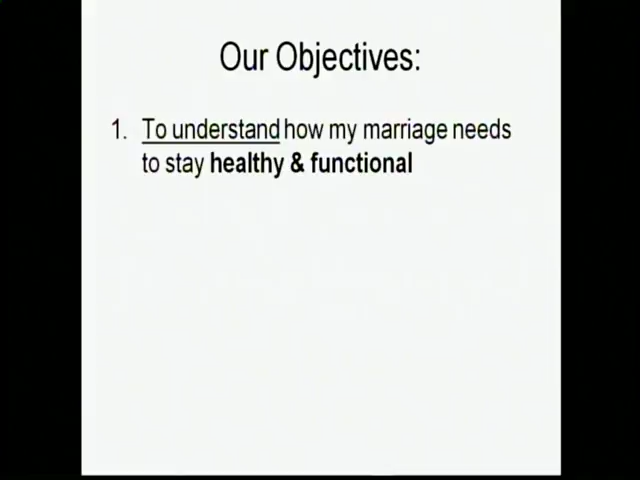 Our Objectives:
1. To understand how my marriage needs
to stay healthy & functional